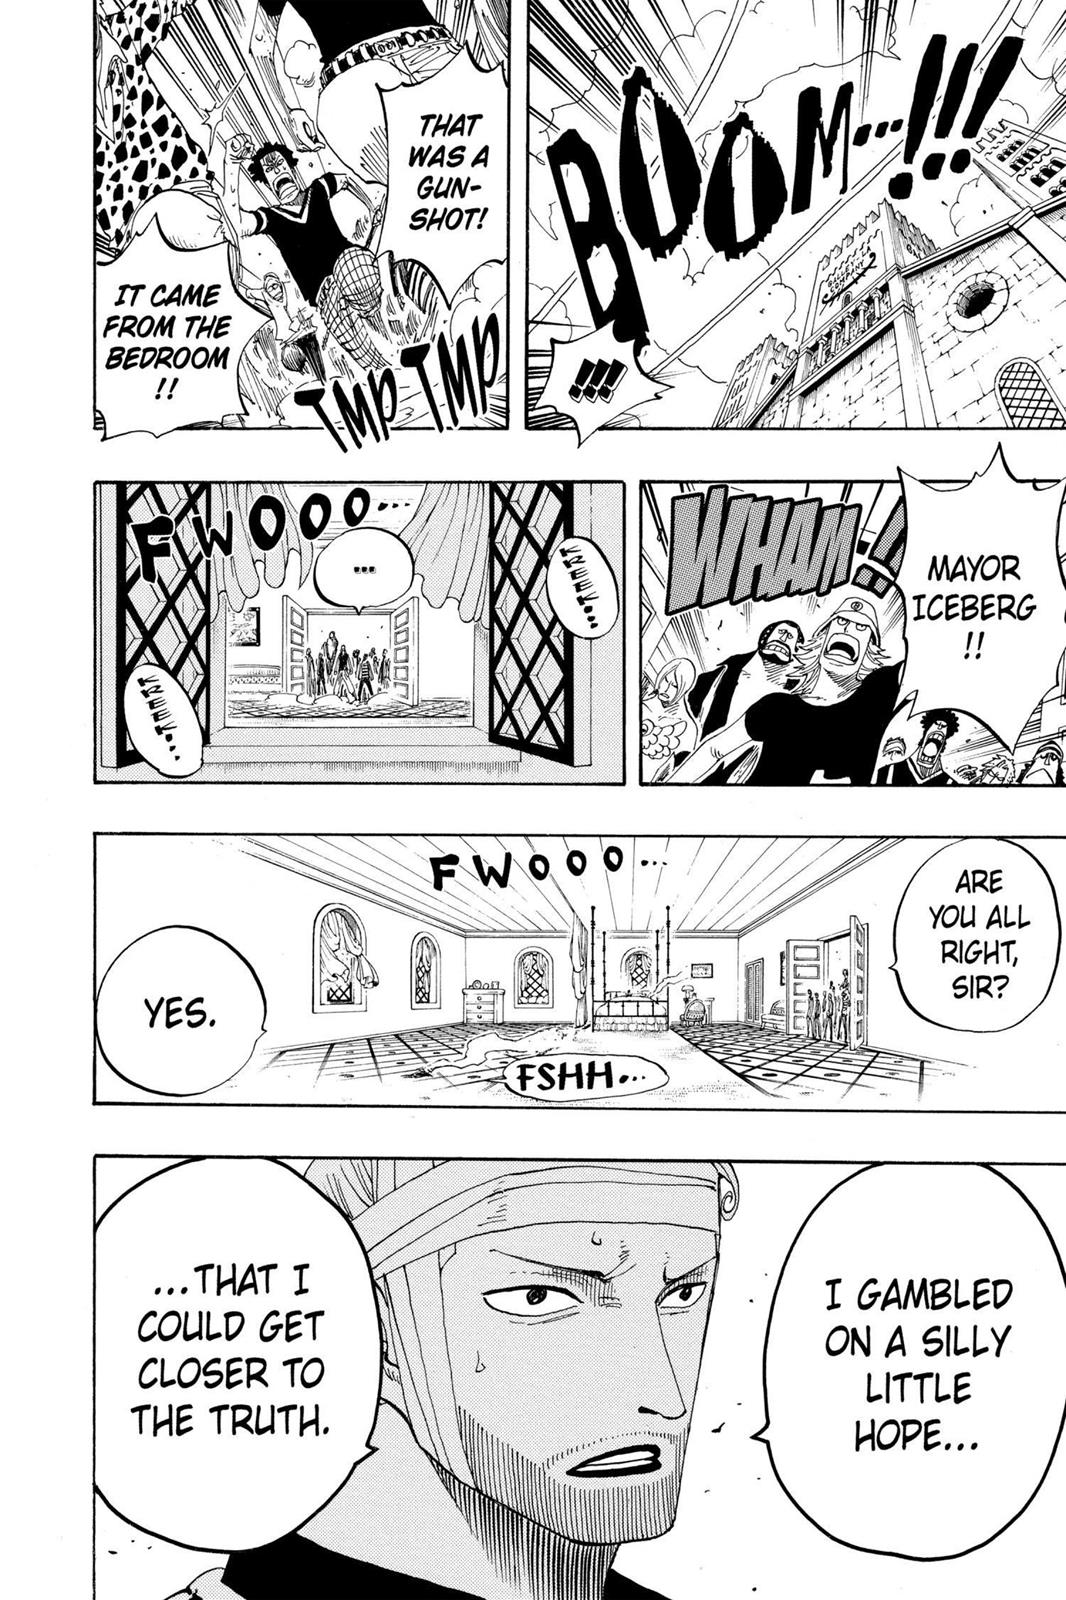 BOOM...!!!
!!!
THAT
WAS A
GUN-
SHOT!
IT CAME
FROM THE
BEDROOM
!!
TMP TMP
WHAM!!
MAYOR
ICEBERG
!!
FWOOO...
...
KREEK...
KREEK...
ARE
YOU ALL
RIGHT,
SIR?
FWOOO...
FSHH...
YES.
I GAMBLED
ON A SILLY
LITTLE
HOPE...
...THAT I
COULD GET
CLOSER TO
THE TRUTH.